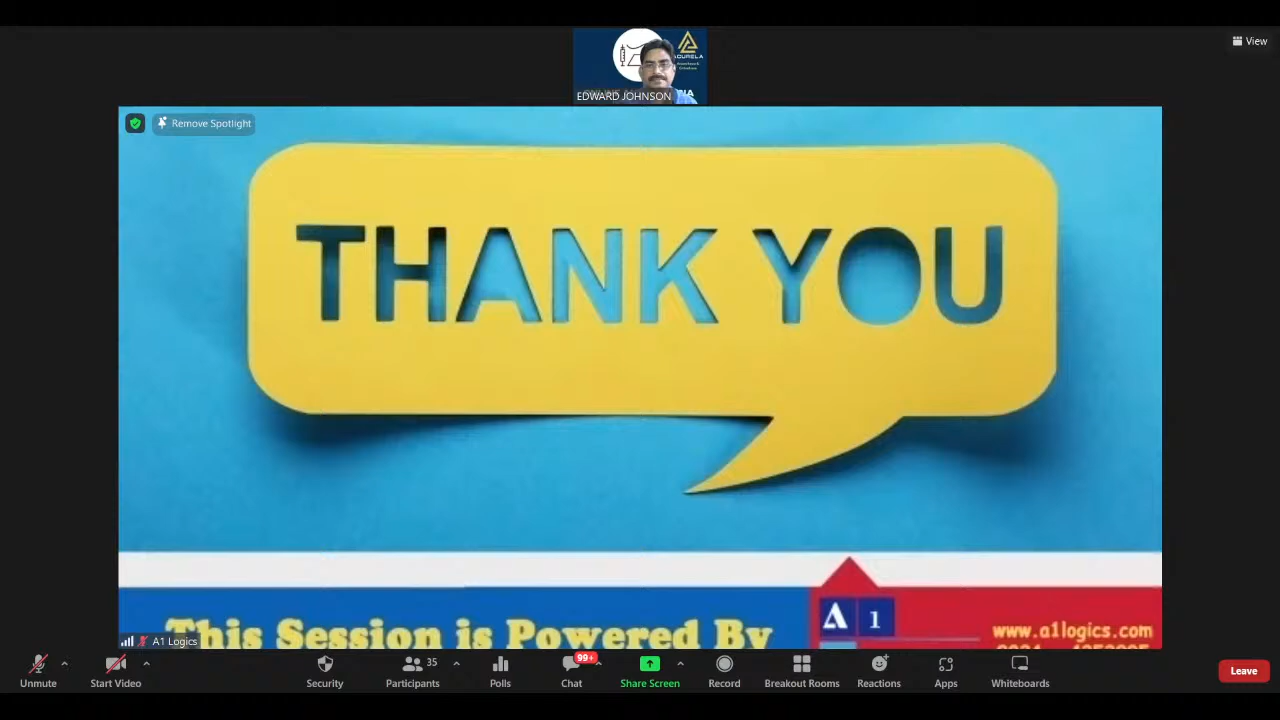 View
ACURELA
EDWARD JOHNSON
Remove Spotlight
THANK YOU
This Session is Powered By
A 1
www.a1logics.com
A1 Logics
35
99+
Unmute
Start Video
Security
Participants
Polls
Chat
Share Screen
Record
Breakout Rooms
Reactions
Apps
Whiteboards
Leave